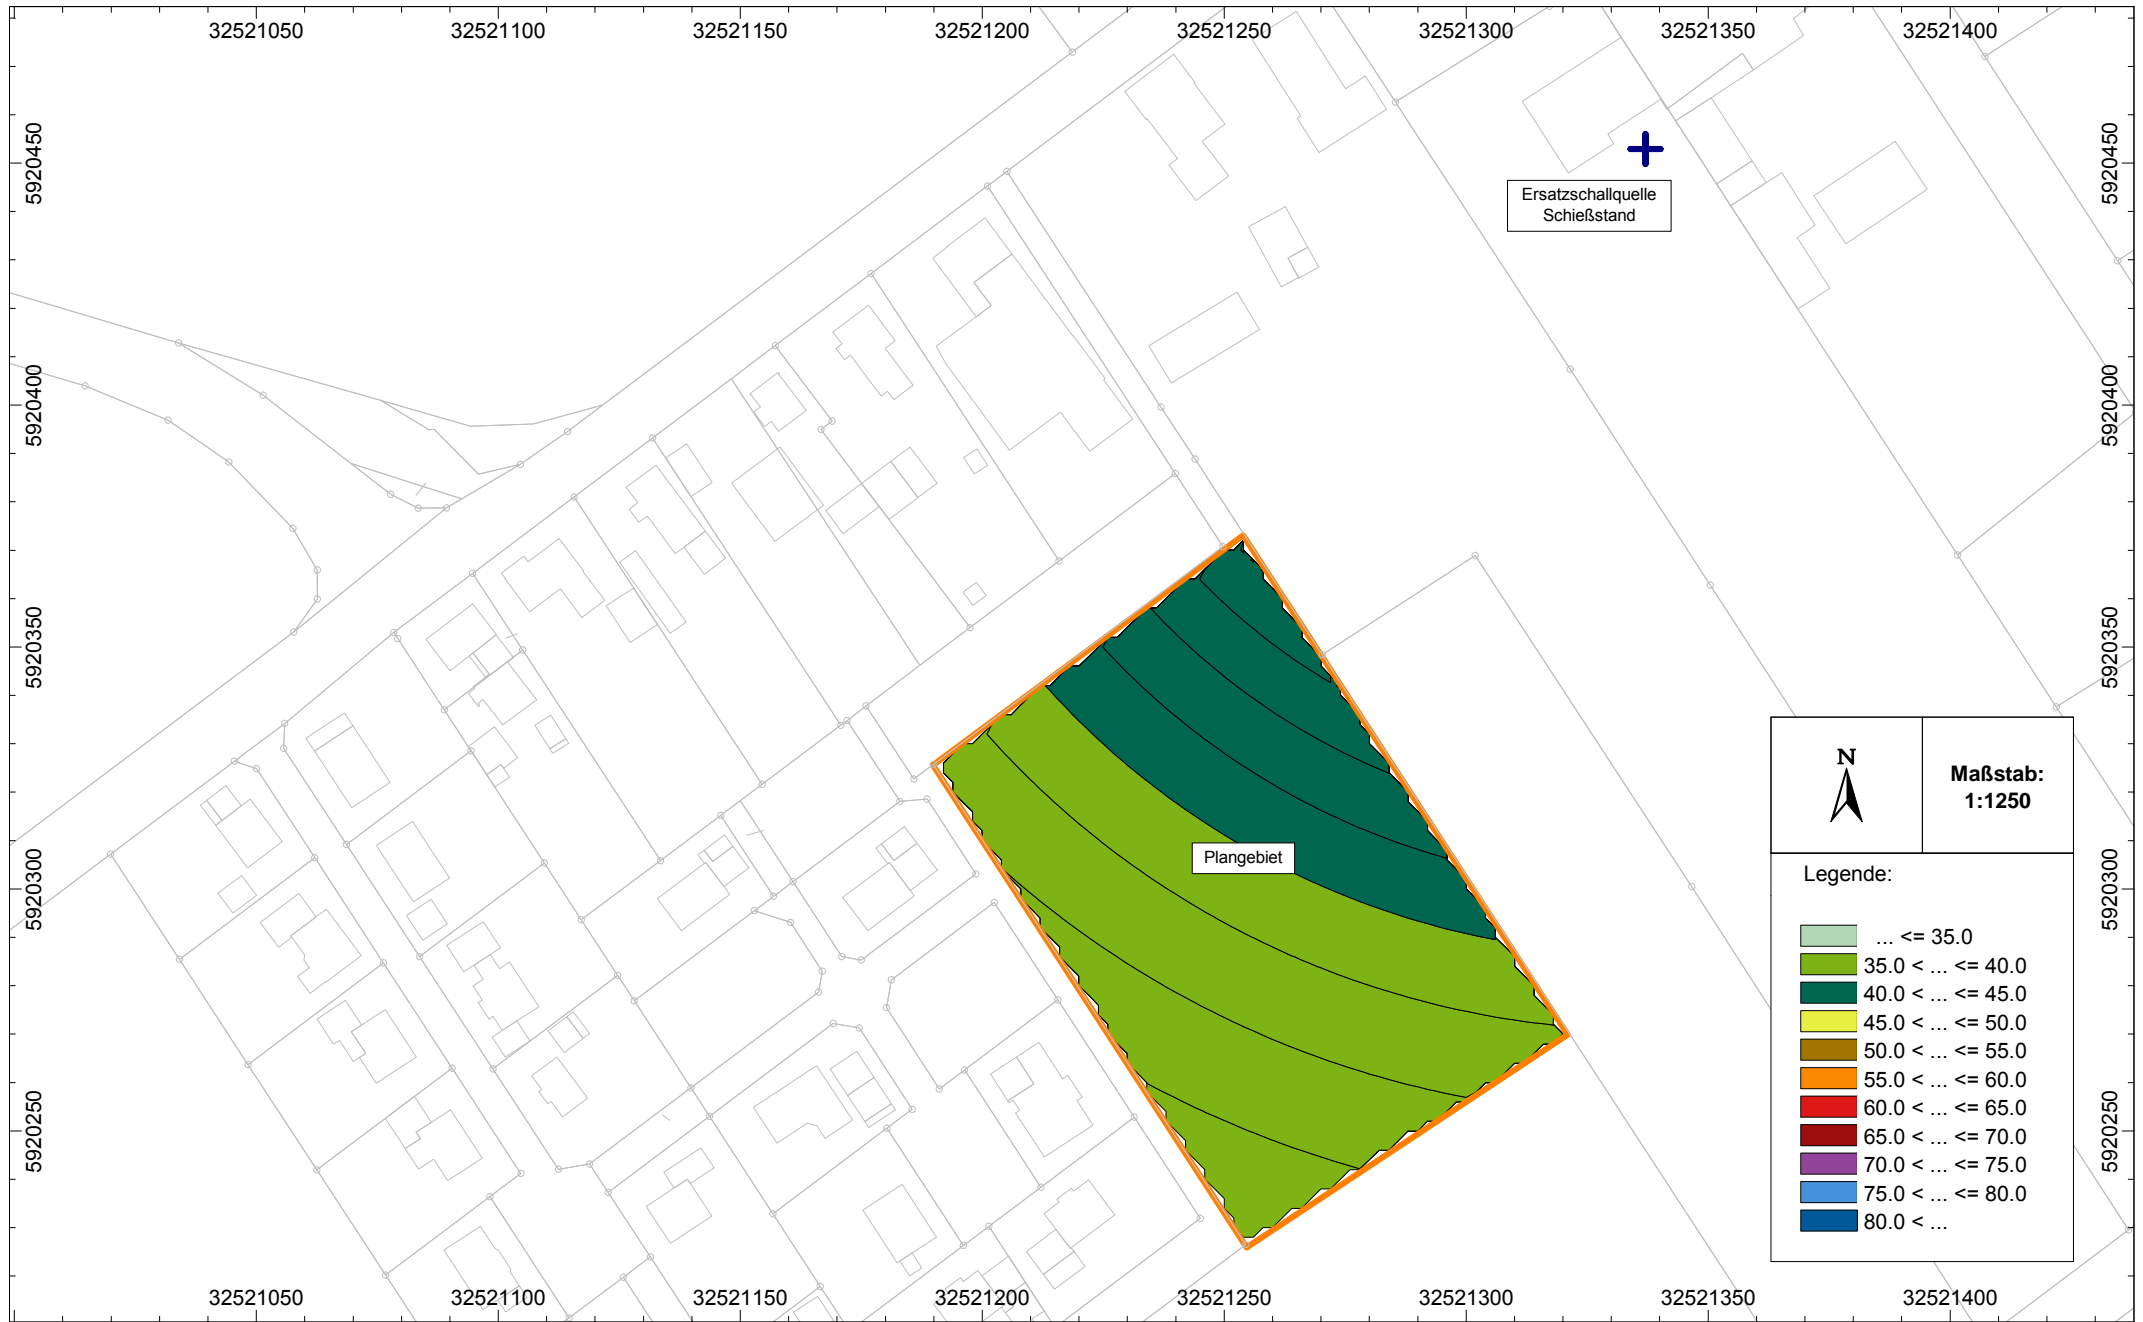 32521050 32521100 32521150 32521200 32521250 32521300 32521350 32521400
5920450 5920450
Ersatzschallquelle
Schießstand
5920400 5920400
5920350 5920350
N
Maßstab:
1:1250
Plangebiet
Legende:
5920300 5920300
... <= 35.0
35.0 < ... <= 40.0
40.0 < ... <= 45.0
45.0 < ... <= 50.0
50.0 < ... <= 55.0
55.0 < ... <= 60.0
60.0 < ... <= 65.0
65.0 < ... <= 70.0
70.0 < ... <= 75.0
75.0 < ... <= 80.0
80.0 < ...
5920250 5920250
32521050 32521100 32521150 32521200 32521250 32521300 32521350 32521400